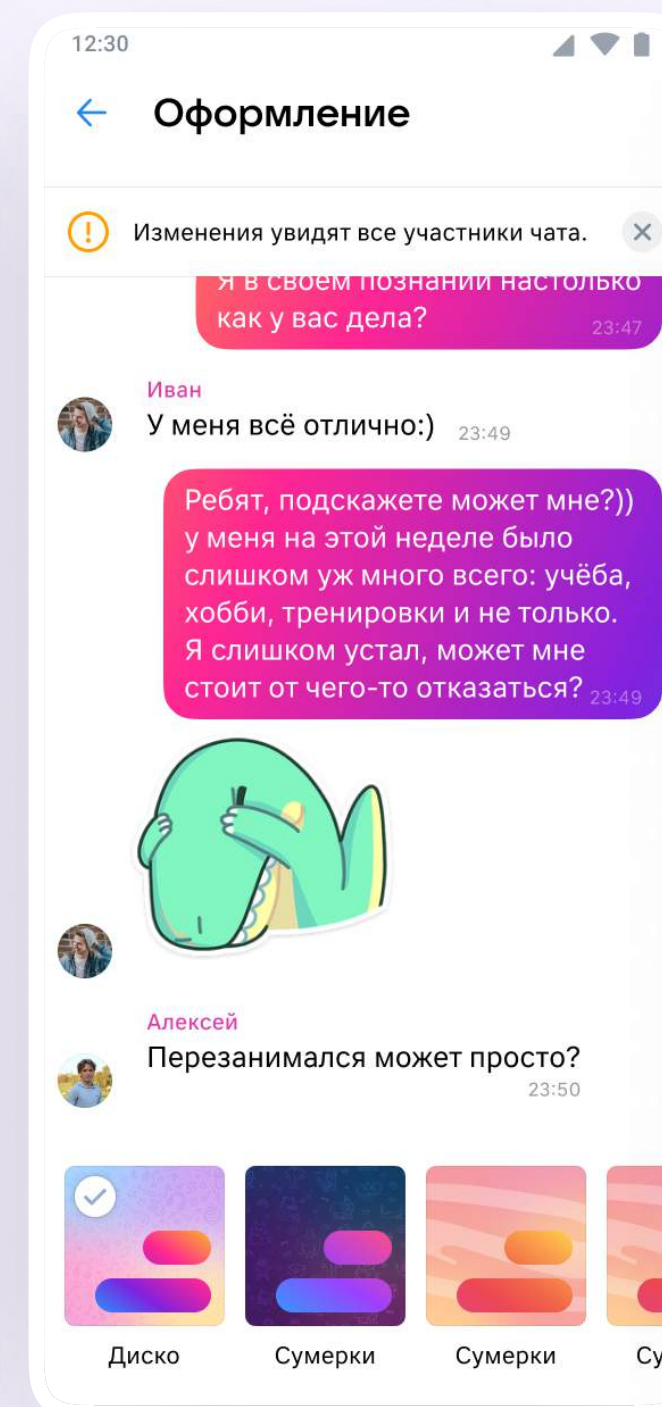 12:30
Оформление
Изменения увидят все участники чата.
Я в своем познании настолько
как у вас дела?
23:47
Иван
У меня всё отлично:)
23:49
Ребят, подскажете может мне?))
у меня на этой неделе было
слишком уж много всего: учёба,
хобби, тренировки и не только.
Я слишком устал, может мне
стоит от чего-то отказаться?
23:49
Алексей
Перезанимался может просто?
23:50
Диско
Сумерки
Сумерки